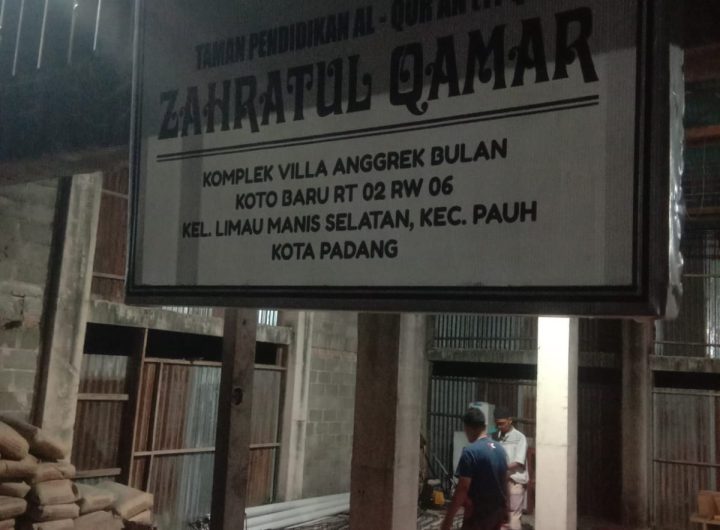 TAMAN PENDIDIKAN AL - QUR'AN
ZAHRATUL QAMAR
KOMPLEK VILLA ANGGREK BULAN
KOTO BARU RT 02 RW 06
KEL. LIMAU MANIS SELATAN, KEC. PAUH
KOTA PADANG